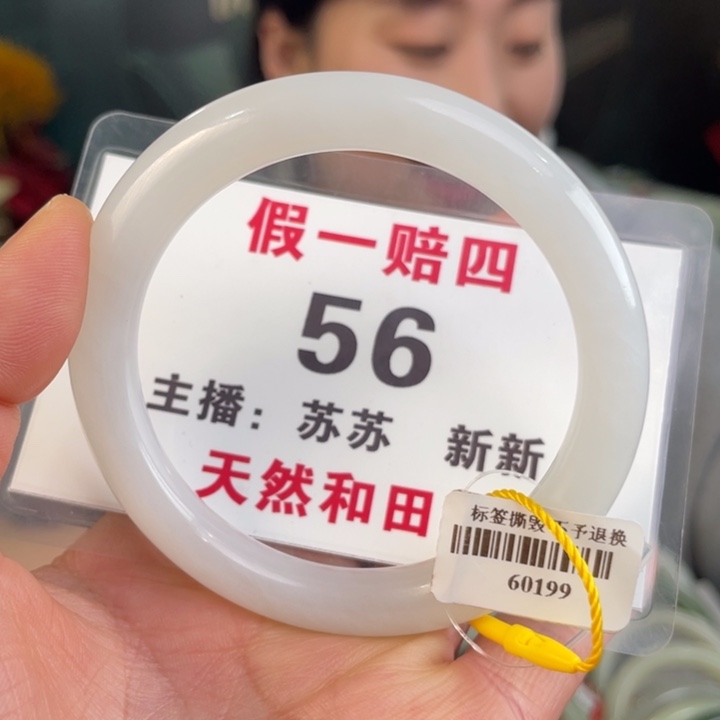 假一赔四
56
主播：苏苏 新新
天然和田
标签撕毁 不予退换
60199